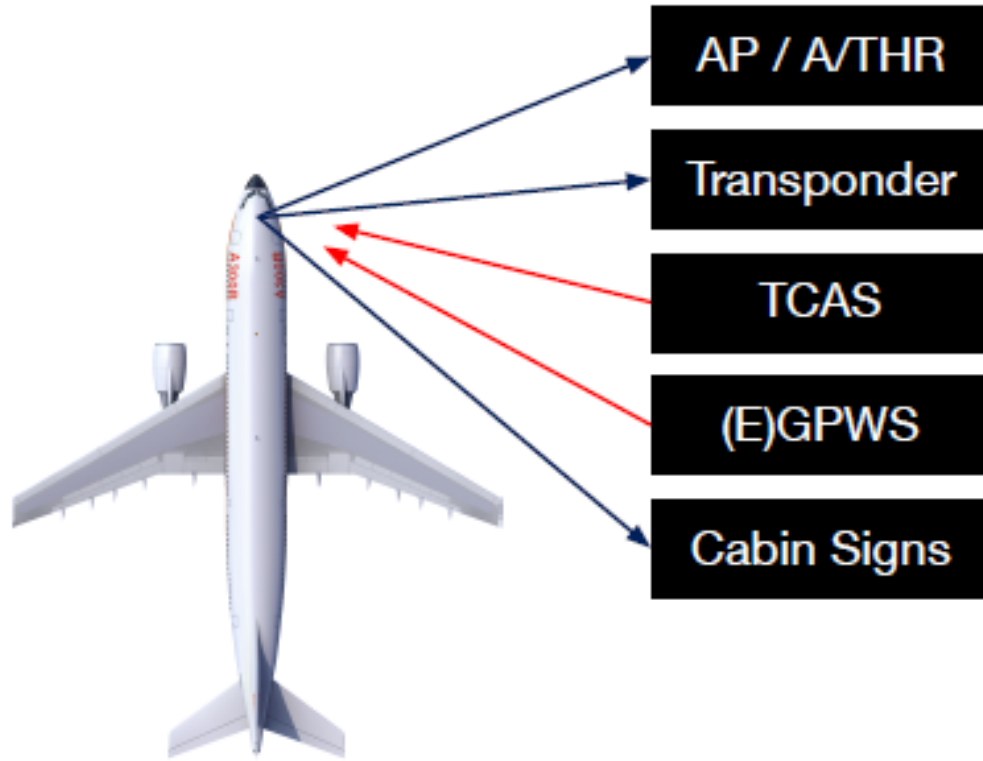 AP / A/THR
Transponder
TCAS
(E)GPWS
Cabin Signs